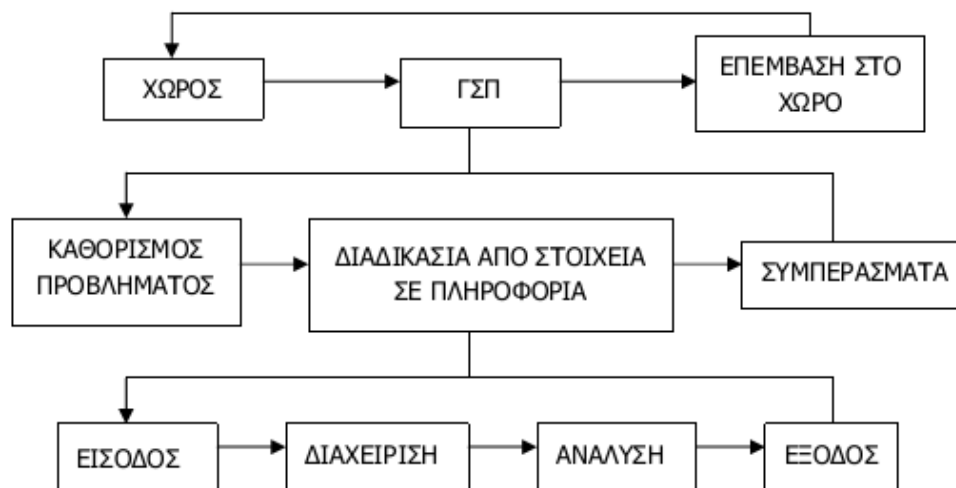 ΧΩΡΟΣ
ΓΣΠ
ΕΠΕΜΒΑΣΗ ΣΤΟ
ΧΩΡΟ
ΚΑΘΟΡΙΣΜΟΣ
ΠΡΟΒΛΗΜΑΤΟΣ
ΔΙΑΔΙΚΑΣΙΑ ΑΠΟ ΣΤΟΙΧΕΙΑ
ΣΕ ΠΛΗΡΟΦΟΡΙΑ
ΣΥΜΠΕΡΑΣΜΑΤΑ
ΕΙΣΟΔΟΣ
ΔΙΑΧΕΙΡΙΣΗ
ΑΝΑΛΥΣΗ
ΕΞΟΔΟΣ